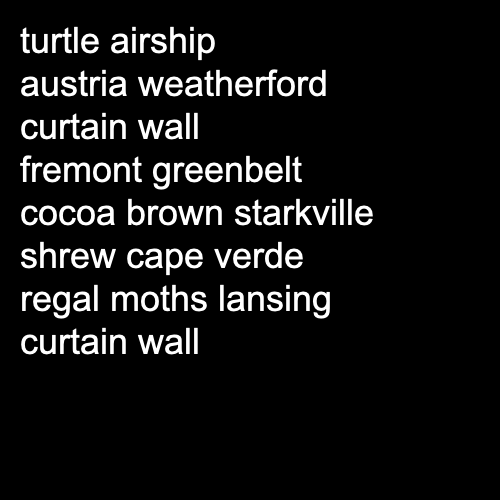 turtle airship
austria weatherford
curtain wall
fremont greenbelt
cocoa brown starkville
shrew cape verde
regal moths lansing
curtain wall